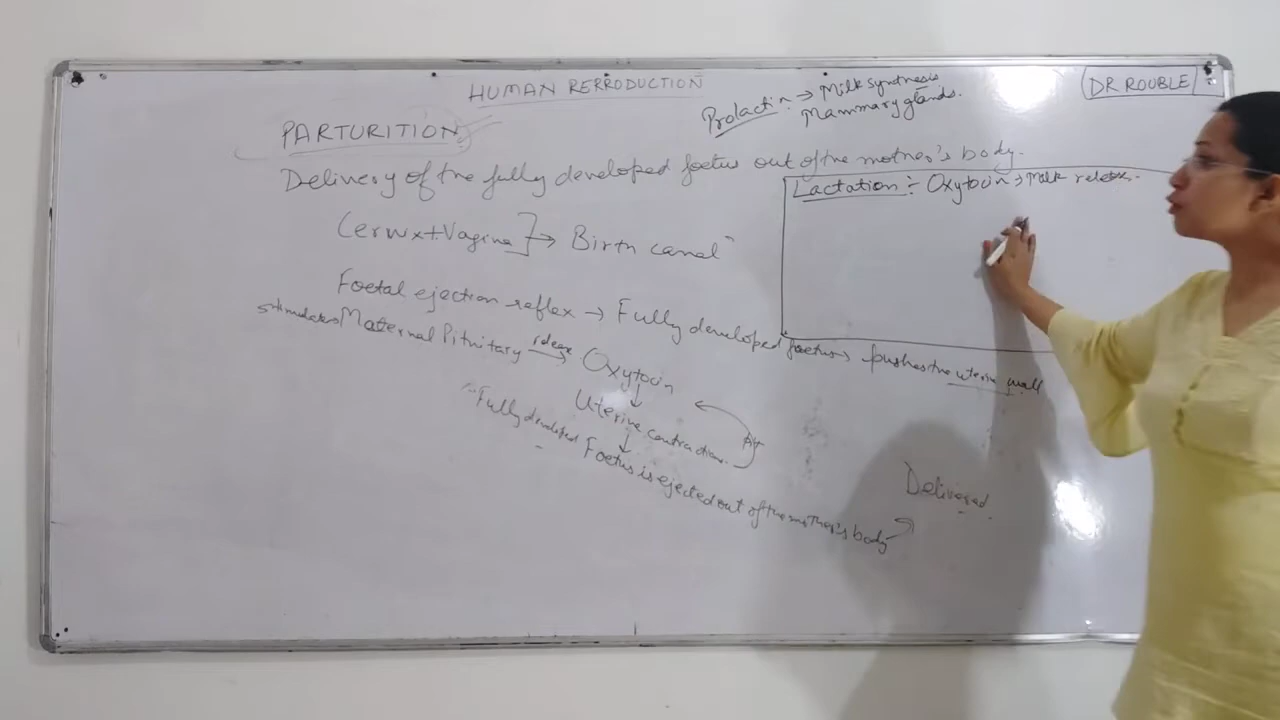 HUMAN REPRODUCTION
DR ROUBLE
Prolactin → Milk synthesis
Mammary glands.
PARTURITION
Delivery of the fully developed foetus out of the mother's body.
Lactation :- Oxytocin → Milk release.
Cervix + Vagina } → Birth canal
Foetal ejection reflex → Fully developed foetus pushes the uterine wall
stimulates Maternal Pituitary release → Oxytocin
Uterine contractions.
Fully developed
Foetus is ejected out of the mother's body
Delivered